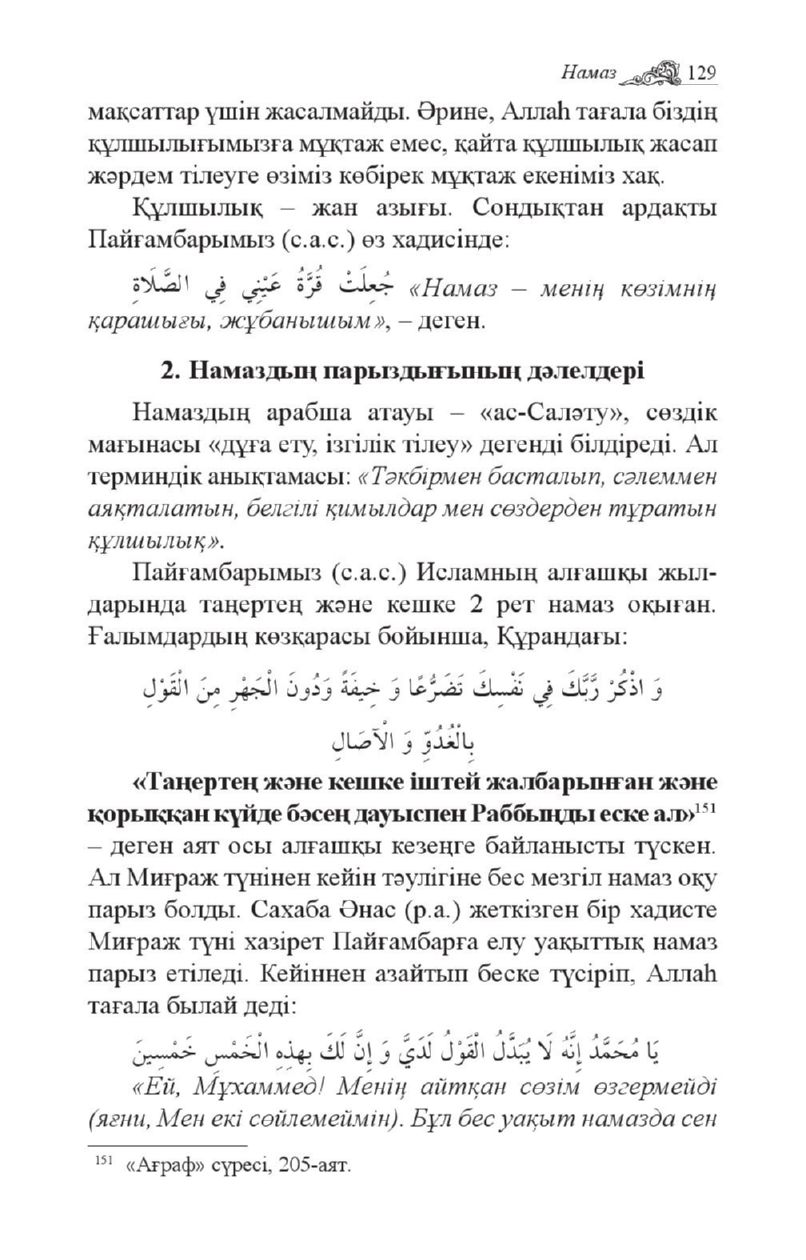 Намаз 129
мақсаттар үшін жасалмайды. Әрине, Аллаһ тағала біздің
құлшылығымызға мұқтаж емес, қайта құлшылық жасап
жәрдем тілеуге өзіміз көбірек мұқтаж екеніміз хақ.
Құлшылық – жан азығы. Сондықтан ардақты
Пайғамбарымыз (с.а.с.) өз хадисінде:
جُعِلَتْ قُرَّةُ عَيْنِي فِي الصَّلَاةِ «Намаз – менің көзімнің
қарашығы, жұбанышым», – деген.
2. Намаздың парыздығының дәлелдері
Намаздың арабша атауы – «ас-Саләту», сөздік
мағынасы «дұға ету, ізгілік тілеу» дегенді білдіреді. Ал
терминдік анықтамасы: «Тәкбірмен басталып, сәлеммен
аяқталатын, белгілі қимылдар мен сөздерден тұратын
құлшылық».
Пайғамбарымыз (с.а.с.) Исламның алғашқы жыл-
дарында таңертең және кешке 2 рет намаз оқыған.
Ғалымдардың көзқарасы бойынша, Құрандағы:
وَ اذْكُرْ رَّبَّكَ فِي نَفْسِكَ تَضَرُّعًا وَ خِيفَةً وَدُونَ الْجَهْرِ مِنَ الْقَوْلِ
بِالْغُدُوِّ وَ الْآصَالِ
«Таңертең және кешке іштей жалбарынған және
қорыққан күйде бәсең дауыспен Раббыңды еске ал»151
– деген аят осы алғашқы кезеңге байланысты түскен.
Ал Миғраж түнінен кейін тәулігіне бес мезгіл намаз оқу
парыз болды. Сахаба Әнас (р.а.) жеткізген бір хадисте
Миғраж түні хазірет Пайғамбарға елу уақыттық намаз
парыз етіледі. Кейіннен азайтып беске түсіріп, Аллаһ
тағала былай деді:
يَا مُحَمَّدُ إِنَّهُ لَا يُبَدَّلُ الْقَوْلُ لَدَيَّ وَ إِنَّ لَكَ بِهذِهِ الْخَمْسِ خَمْسِينَ
«Ей, Мұхаммед! Менің айтқан сөзім өзгермейді
(яғни, Мен екі сөйлемеймін). Бұл бес уақыт намазда сен
151 «Ағраф» сүресі, 205-аят.